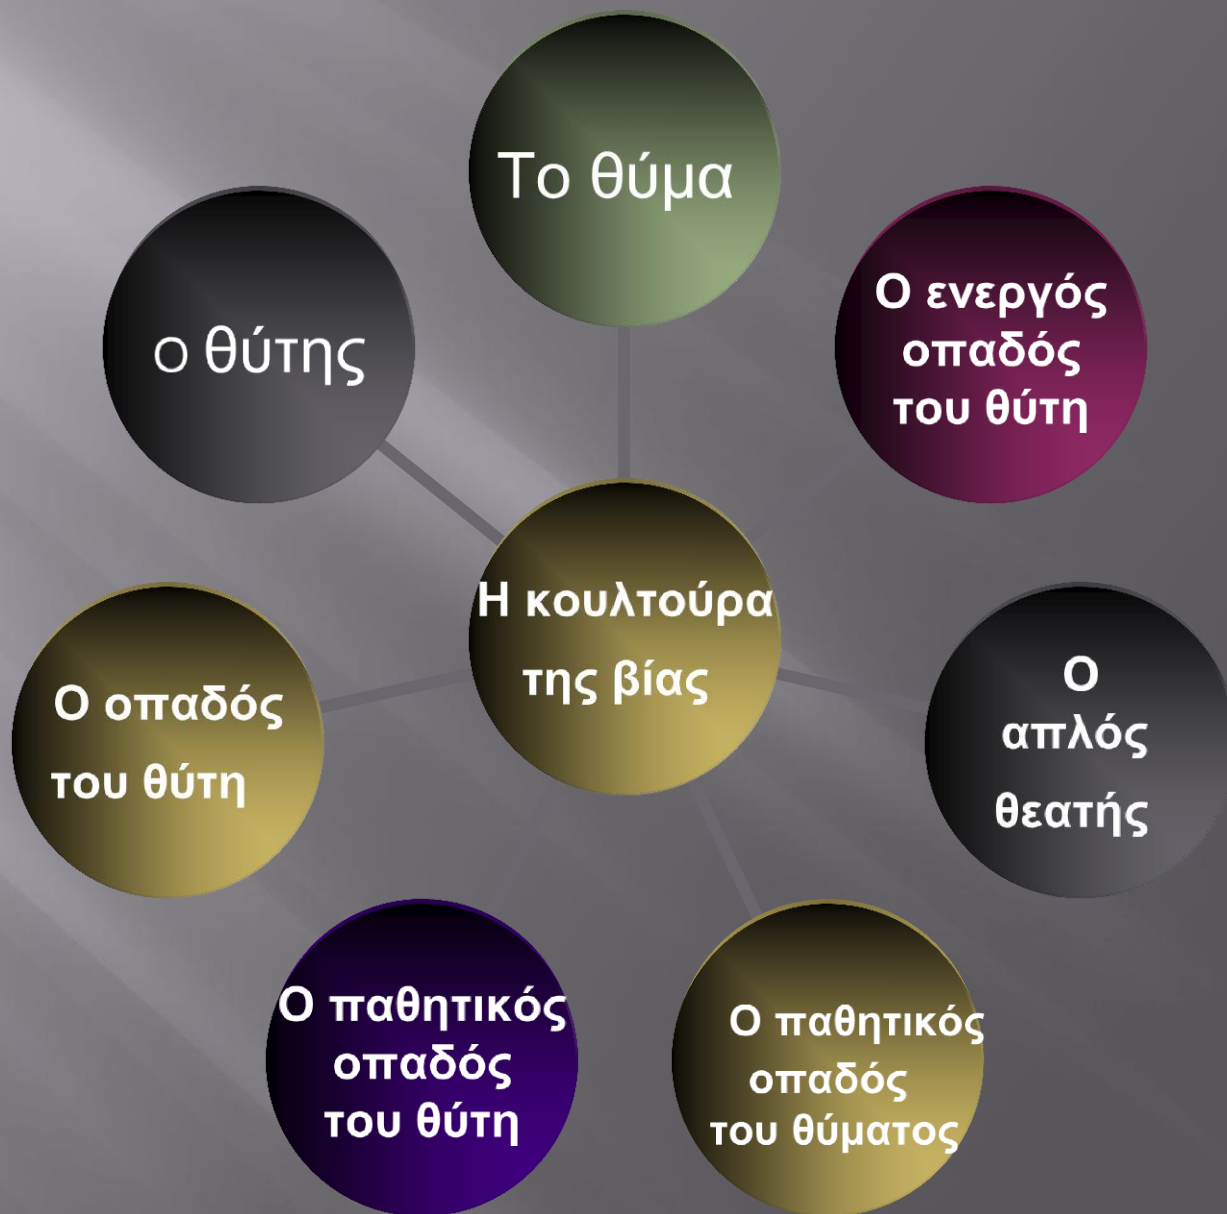 Το θύμα
Ο ενεργός
οπαδός
του θύτη
ο θύτης
Η κουλτούρα
της βίας
Ο
απλός
θεατής
Ο οπαδός
του θύτη
Ο παθητικός
οπαδός
του θύτη
Ο παθητικός
οπαδός
του θύματος